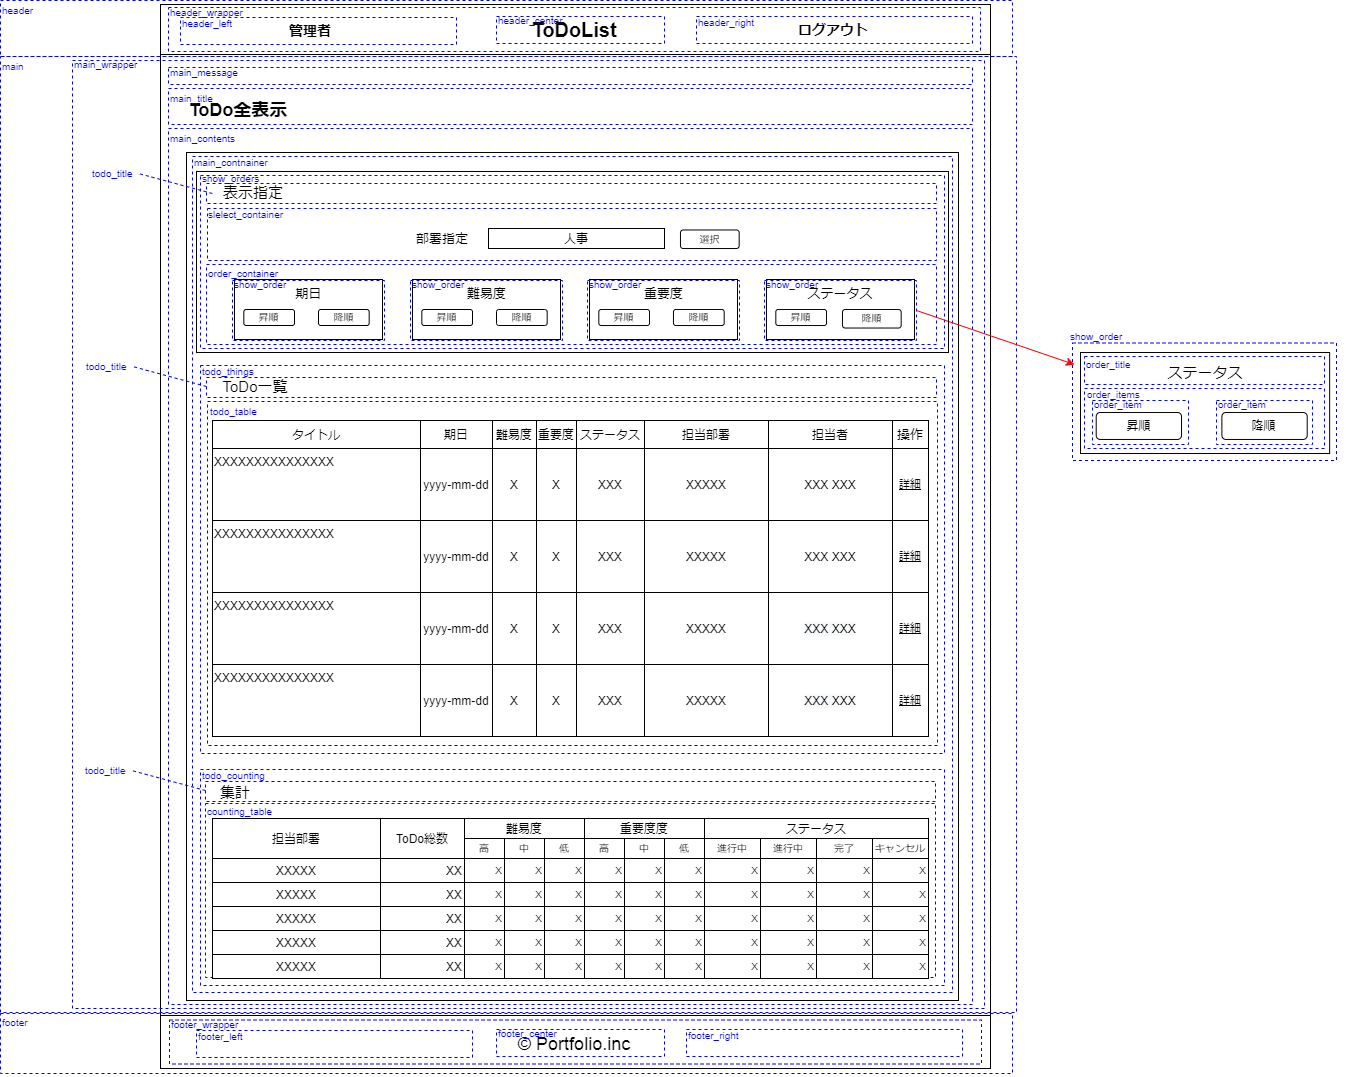 header
header_wrapper
header_left
管理者
header_center
ToDoList
header_right
ログアウト
main
main_wrapper
main_message
main_title
ToDo全表示
main_contents
main_contnainer
todo_title
show_orders
表示指定
slelect_container
部署指定 人事 選択
order_container
show_order
期日
昇順 降順
show_order
難易度
昇順 降順
show_order
重要度
昇順 降順
show_order
ステータス
昇順 降順
show_order
order_title
ステータス
order_items
order_item
昇順
order_item
降順
todo_title
todo_things
ToDo一覧
todo_table
タイトル 期日 難易度 重要度 ステータス 担当部署 担当者 操作
XXXXXXXXXXXXXXX yyyy-mm-dd X X XXX XXXXX XXX XXX 詳細
XXXXXXXXXXXXXXX yyyy-mm-dd X X XXX XXXXX XXX XXX 詳細
XXXXXXXXXXXXXXX yyyy-mm-dd X X XXX XXXXX XXX XXX 詳細
XXXXXXXXXXXXXXX yyyy-mm-dd X X XXX XXXXX XXX XXX 詳細
todo_title
todo_counting
集計
counting_table
担当部署 ToDo総数 難易度 重要度度 ステータス
高 中 低 高 中 低 進行中 進行中 完了 キャンセル
XXXXX XX X X X X X X X X X X
XXXXX XX X X X X X X X X X X
XXXXX XX X X X X X X X X X X
XXXXX XX X X X X X X X X X X
XXXXX XX X X X X X X X X X X
footer
footer_wrapper
footer_left
footer_center
© Portfolio.inc
footer_right